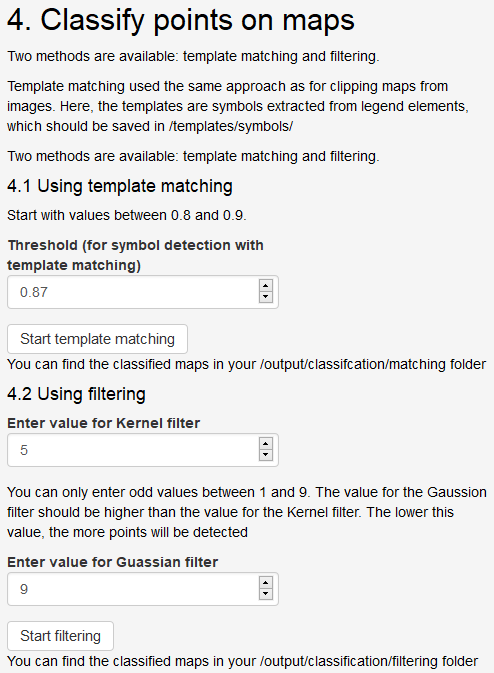 4. Classify points on maps
Two methods are available: template matching and filtering.
Template matching used the same approach as for clipping maps from
images. Here, the templates are symbols extracted from legend elements,
which should be saved in /templates/symbols/
Two methods are available: template matching and filtering.
4.1 Using template matching
Start with values between 0.8 and 0.9.
Threshold (for symbol detection with
template matching)
0.87
Start template matching
You can find the classified maps in your /output/classifcation/matching folder
4.2 Using filtering
Enter value for Kernel filter
5
You can only enter odd values between 1 and 9. The value for the Gaussion
filter should be higher than the value for the Kernel filter. The lower this
value, the more points will be detected
Enter value for Guassian filter
9
Start filtering
You can find the classified maps in your /output/classification/filtering folder